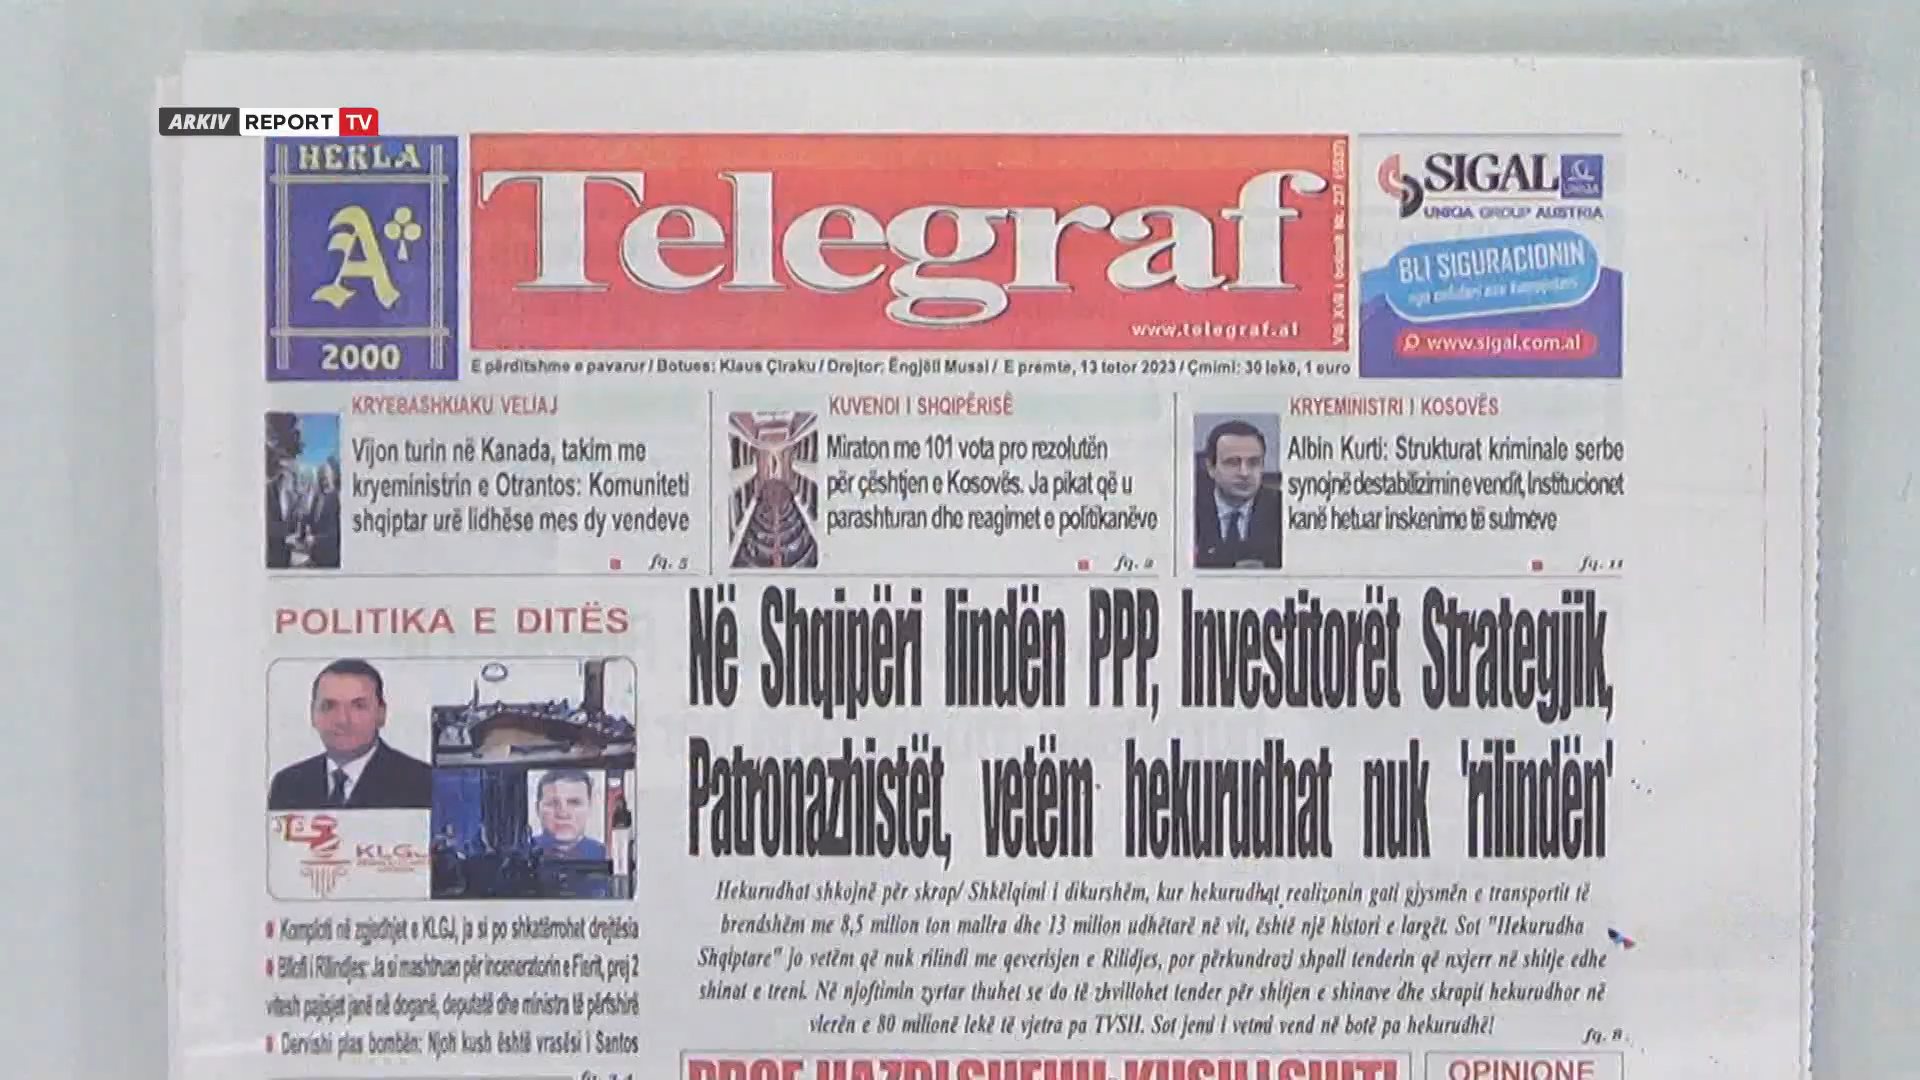 ARKIV REPORT TV
HEKLA
A
2000
Telegraf
www.telegraf.al
SIGAL
UNIQA
UNIQA GROUP AUSTRIA
BLI SIGURACIONIN
www.sigal.com.al
E përditshme e pavarur / Botues: Klaus Çiraku / Drejtor: Engjëll Musai / E premte, 13 tetor 2023 / Çmimi: 30 lekë, 1 euro
KRYEBASHKIAKU VELIAJ
Vijon turin në Kanada, takim me
kryeministrin e Otrantos: Komuniteti
shqiptar urë lidhëse mes dy vendeve
fq. 5
KUVENDI I SHQIPËRISË
Miraton me 101 vota pro rezolutën
për çështjen e Kosovës. Ja pikat që u
parashturan dhe reagimet e politikanëve
KRYEMINISTRI I KOSOVËS
Albin Kurti: Strukturat kriminale serbe
synojnë destabilizimin e vendit, Institucionet
kanë hetuar inskenime të sulmeve
fq. 11
POLITIKA E DITËS
KLGJ
Komploti në zgjedhjet e KLGJ, ja si po shkatërrohet drejtësia
Bllofi i Rilindjes: Ja si mashtruan për inceneratorin e Fierit, prej 2
vitesh pajisjet janë në doganë, deputatë dhe ministra të përfshirë
Dervishi plas bombën: Njoh kush është vrasësi i Santos
Në Shqipëri lindën PPP, Investitorët Strategjik,
Patronazhistët, vetëm hekurudhat nuk 'rilindën'
Hekurudhat shkojnë për skrap/ Shkëlqimi i dikurshëm, kur hekurudhat realizonin gati gjysmën e transportit të
brendshëm me 8,5 milion ton mallra dhe 13 milion udhëtarë në vit, është një histori e largët. Sot "Hekurudha
Shqiptare" jo vetëm që nuk rilindi me qeverisjen e Rilidjes, por përkundrazi shpall tenderin që nxjerr në shitje edhe
shinat e treni. Në njoftimin zyrtar thuhet se do të zhvillohet tender për shitjen e shinave dhe skrapit hekurudhor në
vlerën e 80 milionë lekë të vjetra pa TVSH. Sot jemi i vetmi vend në botë pa hekurudhë!
fq. 8
OPINIONE